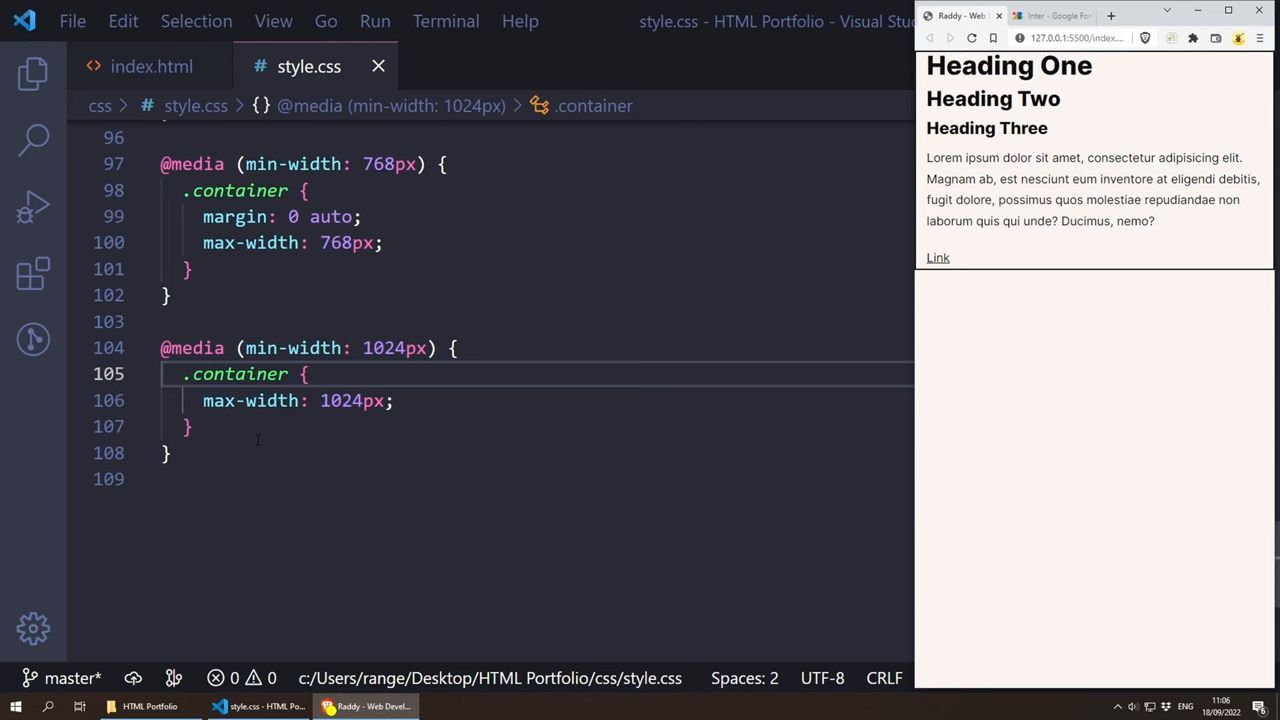 File Edit Selection View Go Run Terminal Help style.css - HTML Portfolio - Visual Stu
index.html # style.css
css > # style.css > {} @media (min-width: 1024px) > .container
96
97 @media (min-width: 768px) {
98 .container {
99 margin: 0 auto;
100 max-width: 768px;
101 }
102 }
103
104 @media (min-width: 1024px) {
105 .container {
106 max-width: 1024px;
107 }
108 }
109
master* 0 0 c:/Users/range/Desktop/HTML Portfolio/css/style.css Spaces: 2 UTF-8 CRLF
Raddy - Web Inter - Google Fo
127.0.0.1:5500/index....
Heading One
Heading Two
Heading Three
Lorem ipsum dolor sit amet, consectetur adipisicing elit.
Magnam ab, est nesciunt eum inventore at eligendi debitis,
fugit dolore, possimus quos molestiae repudiandae non
laborum quis qui unde? Ducimus, nemo?
Link
HTML Portfolio style.css - HTML Po... Raddy - Web Devel... ENG 11:06
18/09/2022 6